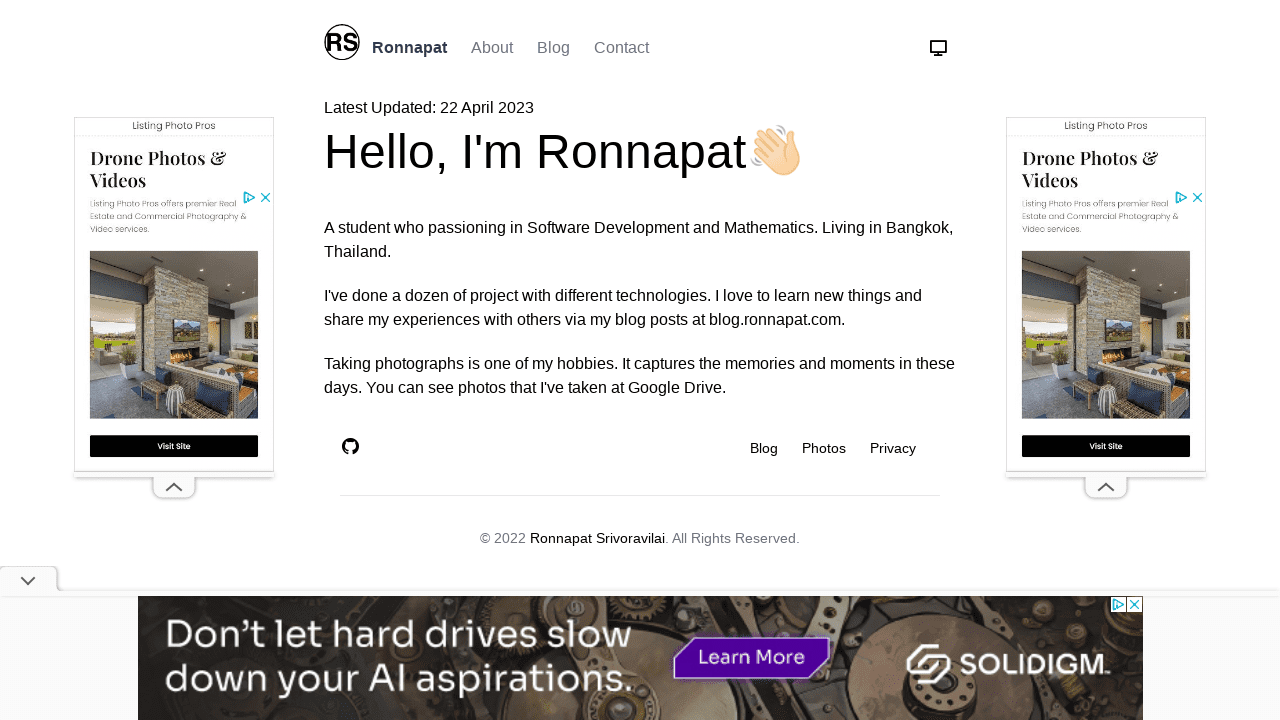 RS
Ronnapat About Blog Contact
Latest Updated: 22 April 2023
Hello, I'm Ronnapat👋🏼
A student who passioning in Software Development and Mathematics. Living in Bangkok,
Thailand.
I've done a dozen of project with different technologies. I love to learn new things and
share my experiences with others via my blog posts at blog.ronnapat.com.
Taking photographs is one of my hobbies. It captures the memories and moments in these
days. You can see photos that I've taken at Google Drive.
Blog Photos Privacy
© 2022 Ronnapat Srivoravilai. All Rights Reserved.
Listing Photo Pros
Drone Photos &
Videos
Listing Photo Pros offers premier Real
Estate and Commercial Photography &
Video services.
Visit Site
Listing Photo Pros
Drone Photos &
Videos
Listing Photo Pros offers premier Real
Estate and Commercial Photography &
Video services.
Visit Site
Don't let hard drives slow
down your AI aspirations.
Learn More
SOLIDIGM